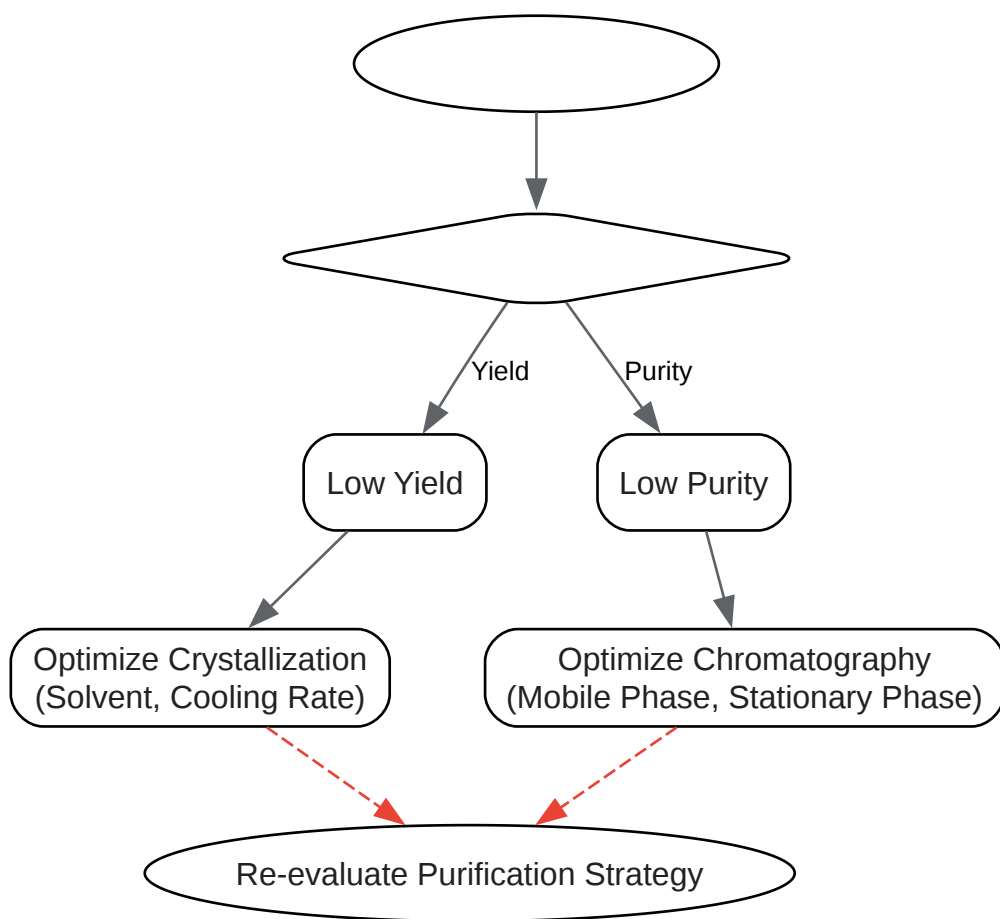 Yield
Purity
Low Yield
Low Purity
Optimize Crystallization
(Solvent, Cooling Rate)
Optimize Chromatography
(Mobile Phase, Stationary Phase)
Re-evaluate Purification Strategy